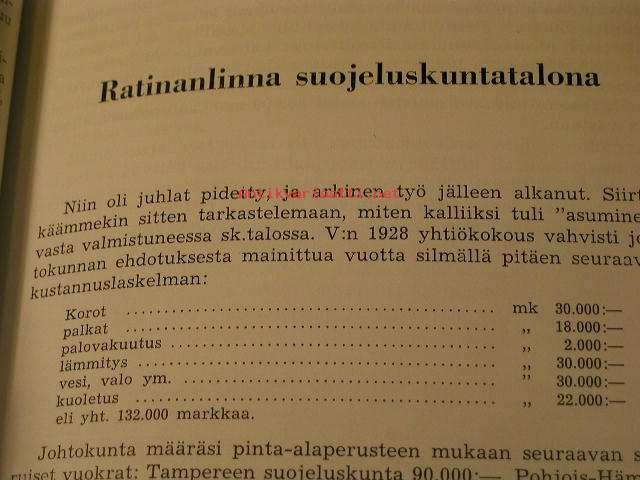 Ratinanlinna suojeluskuntatalona
Niin oli juhlat pidetty, ja arkinen työ jälleen alkanut. Siirt
käämmekin sitten tarkastelemaan, miten kalliiksi tuli "asumine
vasta valmistuneessa sk.talossa. V:n 1928 yhtiökokous vahvisti jo
tokunnan ehdotuksesta mainittua vuotta silmällä pitäen seuraav
kustannuslaskelman:
Korot ........................ mk 30.000:—
palkat ........................ „ 18.000:—
palovakuutus ........................ „ 2.000:—
lämmitys ........................ „ 30.000:—
vesi, valo ym. ........................ ” 30.000:—
kuoletus ........................ „ 22.000:—
eli yht. 132.000 markkaa.
Johtokunta määräsi pinta-alaperusteen mukaan seuraavan s
ruiset vuokrat: Tampereen suojeluskunta 90.000:— Pohjois-Häm